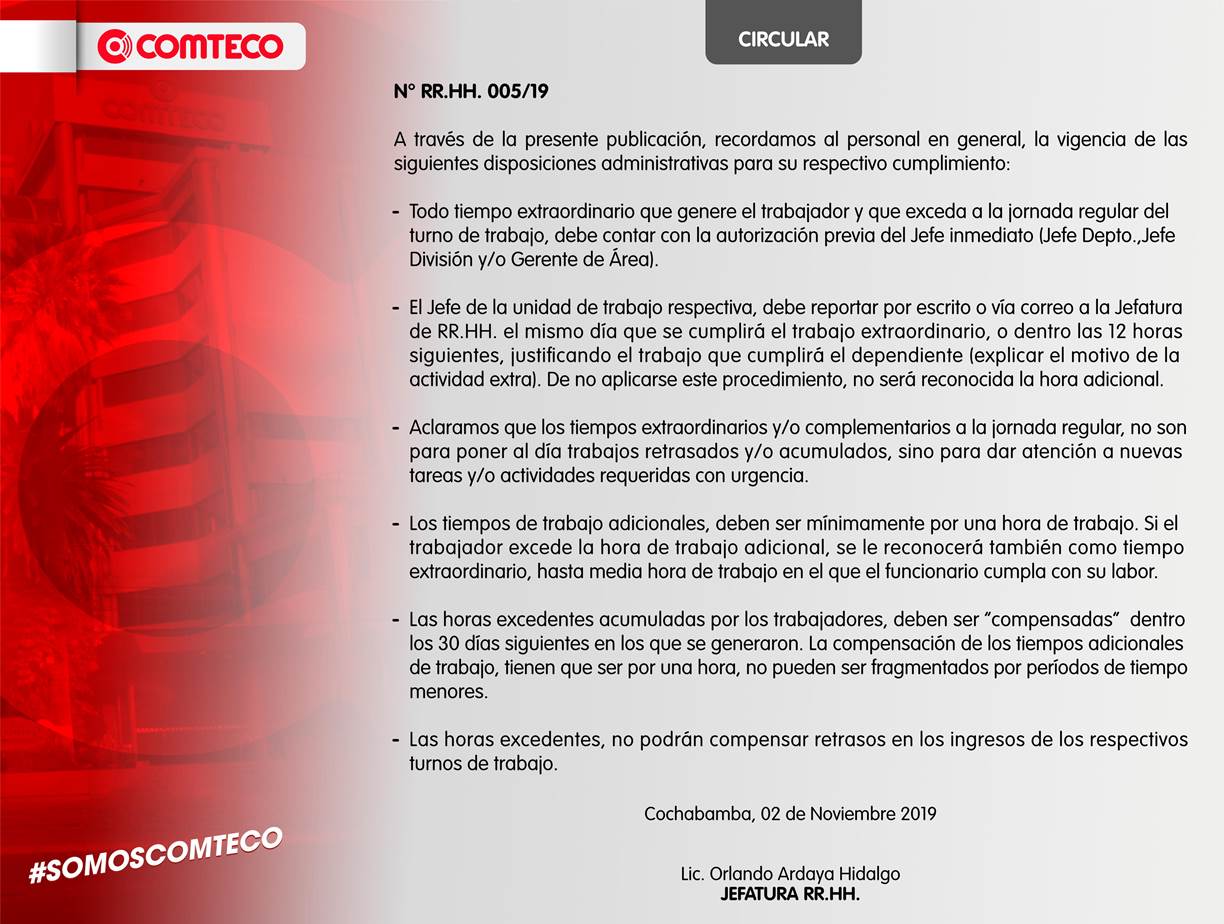 COMTECO
CIRCULAR
COMTECO
N° RR.HH. 005/19
A través de la presente publicación, recordamos al personal en general, la vigencia de las
siguientes disposiciones administrativas para su respectivo cumplimiento:
- Todo tiempo extraordinario que genere el trabajador y que exceda a la jornada regular del
turno de trabajo, debe contar con la autorización previa del Jefe inmediato (Jefe Depto.,Jefe
División y/o Gerente de Área).
- El Jefe de la unidad de trabajo respectiva, debe reportar por escrito o vía correo a la Jefatura
de RR.HH. el mismo día que se cumplirá el trabajo extraordinario, o dentro las 12 horas
siguientes, justificando el trabajo que cumplirá el dependiente (explicar el motivo de la
actividad extra). De no aplicarse este procedimiento, no será reconocida la hora adicional.
- Aclaramos que los tiempos extraordinarios y/o complementarios a la jornada regular, no son
para poner al día trabajos retrasados y/o acumulados, sino para dar atención a nuevas
tareas y/o actividades requeridas con urgencia.
- Los tiempos de trabajo adicionales, deben ser mínimamente por una hora de trabajo. Si el
trabajador excede la hora de trabajo adicional, se le reconocerá también como tiempo
extraordinario, hasta media hora de trabajo en el que el funcionario cumpla con su labor.
- Las horas excedentes acumuladas por los trabajadores, deben ser “compensadas” dentro
los 30 días siguientes en los que se generaron. La compensación de los tiempos adicionales
de trabajo, tienen que ser por una hora, no pueden ser fragmentados por períodos de tiempo
menores.
- Las horas excedentes, no podrán compensar retrasos en los ingresos de los respectivos
turnos de trabajo.
Cochabamba, 02 de Noviembre 2019
#SOMOSCOMTECO
Lic. Orlando Ardaya Hidalgo
JEFATURA RR.HH.